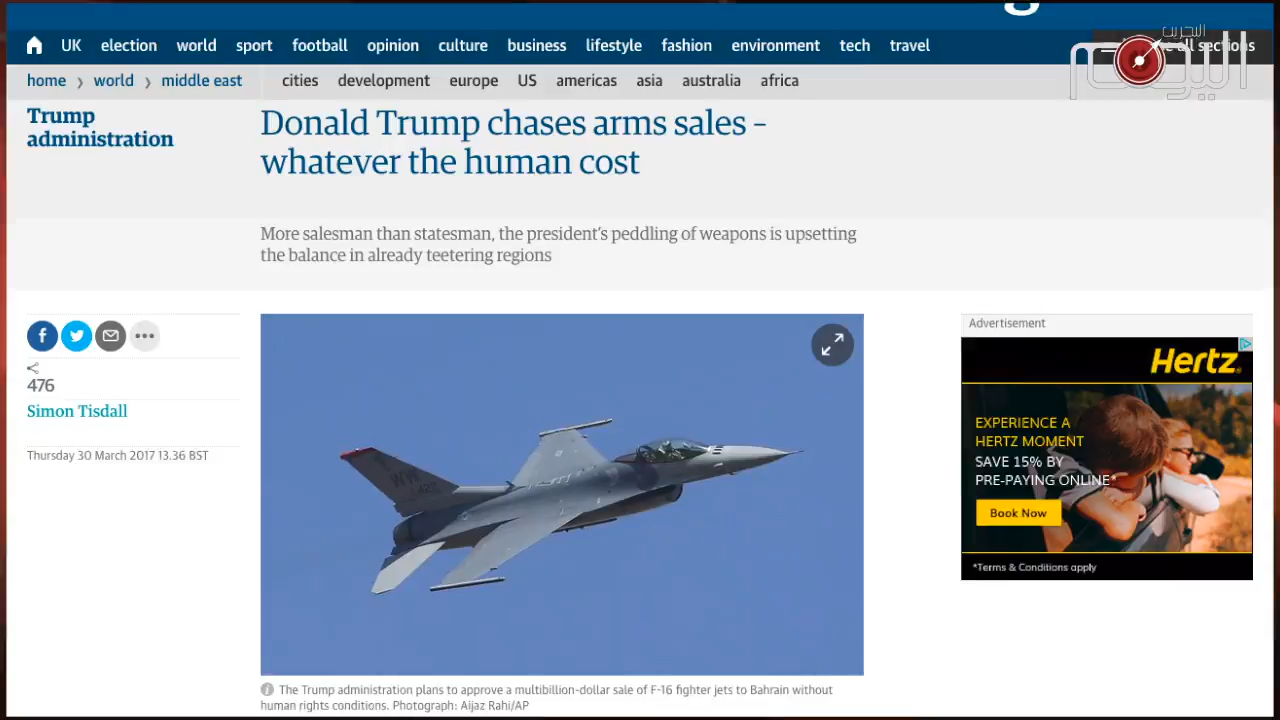 UK election world sport football opinion culture business lifestyle fashion environment tech travel
all sections
البحرين
اليوم
home › world › middle east cities development europe US americas asia australia africa
Trump
administration
Donald Trump chases arms sales –
whatever the human cost
More salesman than statesman, the president's peddling of weapons is upsetting
the balance in already teetering regions
476
Simon Tisdall
Thursday 30 March 2017 13.36 BST
WW
Advertisement
Hertz
EXPERIENCE A
HERTZ MOMENT
SAVE 15% BY
PRE-PAYING ONLINE*
Book Now
*Terms & Conditions apply
The Trump administration plans to approve a multibillion-dollar sale of F-16 fighter jets to Bahrain without
human rights conditions. Photograph: Aijaz Rahi/AP